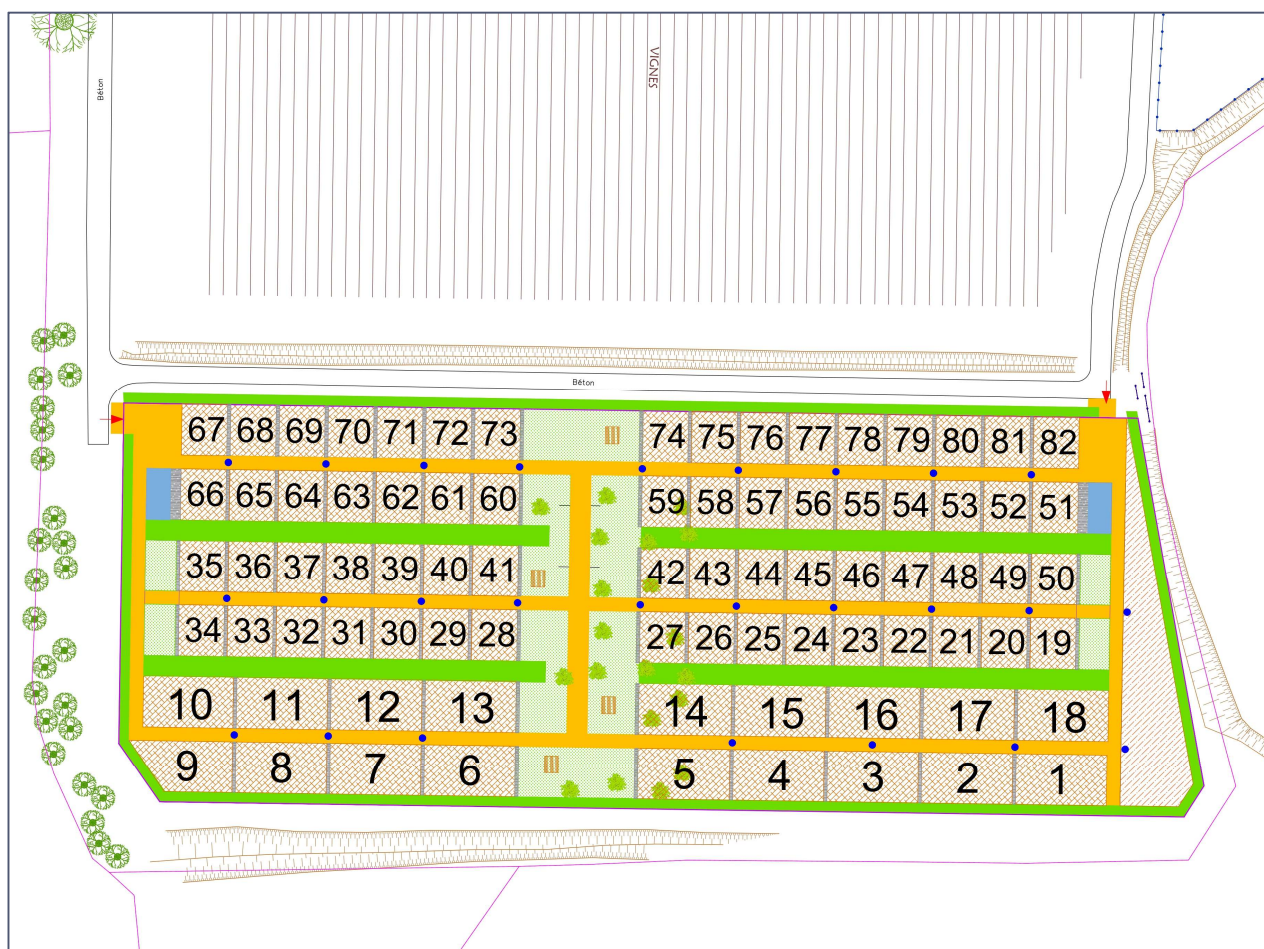 VIGNES
Béton
Béton
67 68 69 70 71 72 73 74 75 76 77 78 79 80 81 82
66 65 64 63 62 61 60 59 58 57 56 55 54 53 52 51
35 36 37 38 39 40 41 42 43 44 45 46 47 48 49 50
34 33 32 31 30 29 28 27 26 25 24 23 22 21 20 19
10 11 12 13 14 15 16 17 18
9 8 7 6 5 4 3 2 1